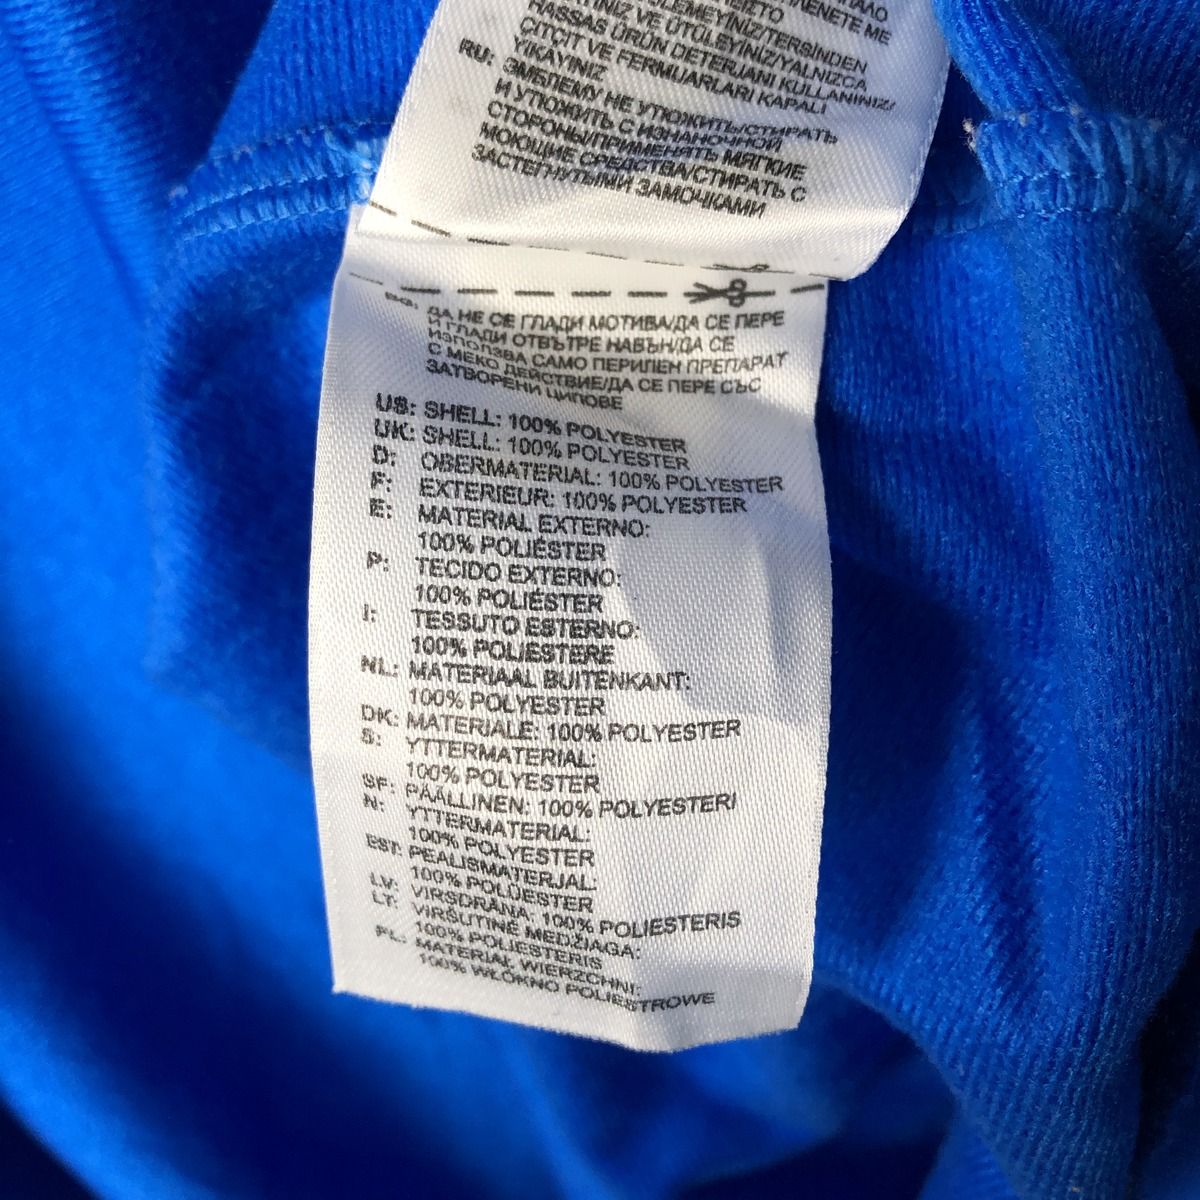 HASSAS ÜRÜN DETERJANI KULLANINIZ/
ÇITÇIT VE FERMUARLARI KAPALI
YIKAYINIZ
RU: ЭМБЛЕМУ НЕ УТЮЖИТЬ/СТИРАТЬ
И УТЮЖИТЬ С ИЗНАНОЧНОЙ
СТОРОНЫ/ПРИМЕНЯТЬ МЯГКИЕ
МОЮЩИЕ СРЕДСТВА/СТИРАТЬ С
ЗАСТЕГНУТЫМИ ЗАМОЧКАМИ
BG: ДА НЕ СЕ ГЛАДИ МОТИВА/ДА СЕ ПЕРЕ
И ГЛАДИ ОТВЪТРЕ НАВЪН/ДА СЕ
ИЗПОЛЗВА САМО ПЕРИЛЕН ПРЕПАРАТ
С МЕКО ДЕЙСТВИЕ/ДА СЕ ПЕРЕ СЪС
ЗАТВОРЕНИ ЦИПОВЕ
US: SHELL: 100% POLYESTER
UK: SHELL: 100% POLYESTER
D: OBERMATERIAL: 100% POLYESTER
F: EXTERIEUR: 100% POLYESTER
E: MATERIAL EXTERNO:
100% POLIÉSTER
P: TECIDO EXTERNO:
100% POLIÉSTER
I: TESSUTO ESTERNO:
100% POLIESTERE
NL: MATERIAAL BUITENKANT:
100% POLYESTER
DK: MATERIALE: 100% POLYESTER
S: YTTERMATERIAL:
100% POLYESTER
SF: PÄÄLLINEN: 100% POLYESTERI
N: YTTERMATERIAL:
100% POLYESTER
EST: PEALISMATERJAL:
100% POLÜESTER
LV: VIRSDRĀNA: 100% POLIESTERIS
LT: VIRŠUTINĖ MEDŽIAGA:
100% POLIESTERIS
PL: MATERIAŁ WIERZCHNI:
100% WŁÓKNO POLIESTROWE